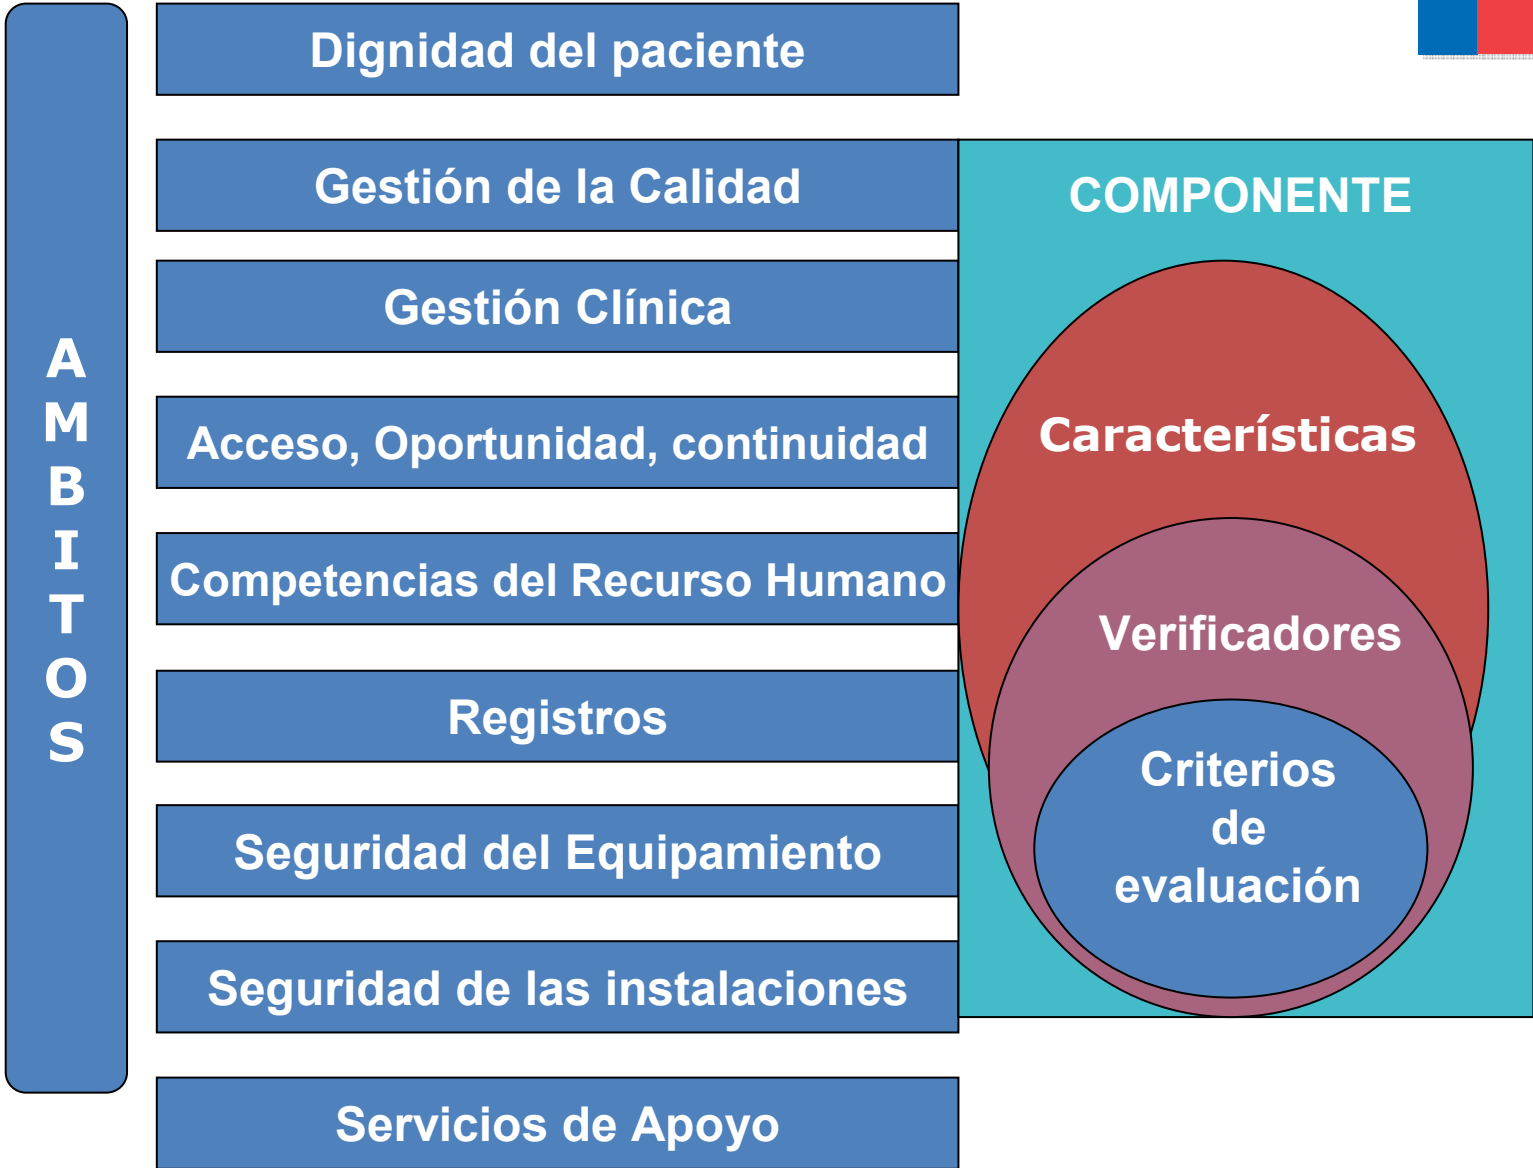 AMBITOS
Dignidad del paciente
Gestión de la Calidad
Gestión Clínica
Acceso, Oportunidad, continuidad
Competencias del Recurso Humano
Registros
Seguridad del Equipamiento
Seguridad de las instalaciones
Servicios de Apoyo
COMPONENTE
Características
Verificadores
Criterios
de
evaluación